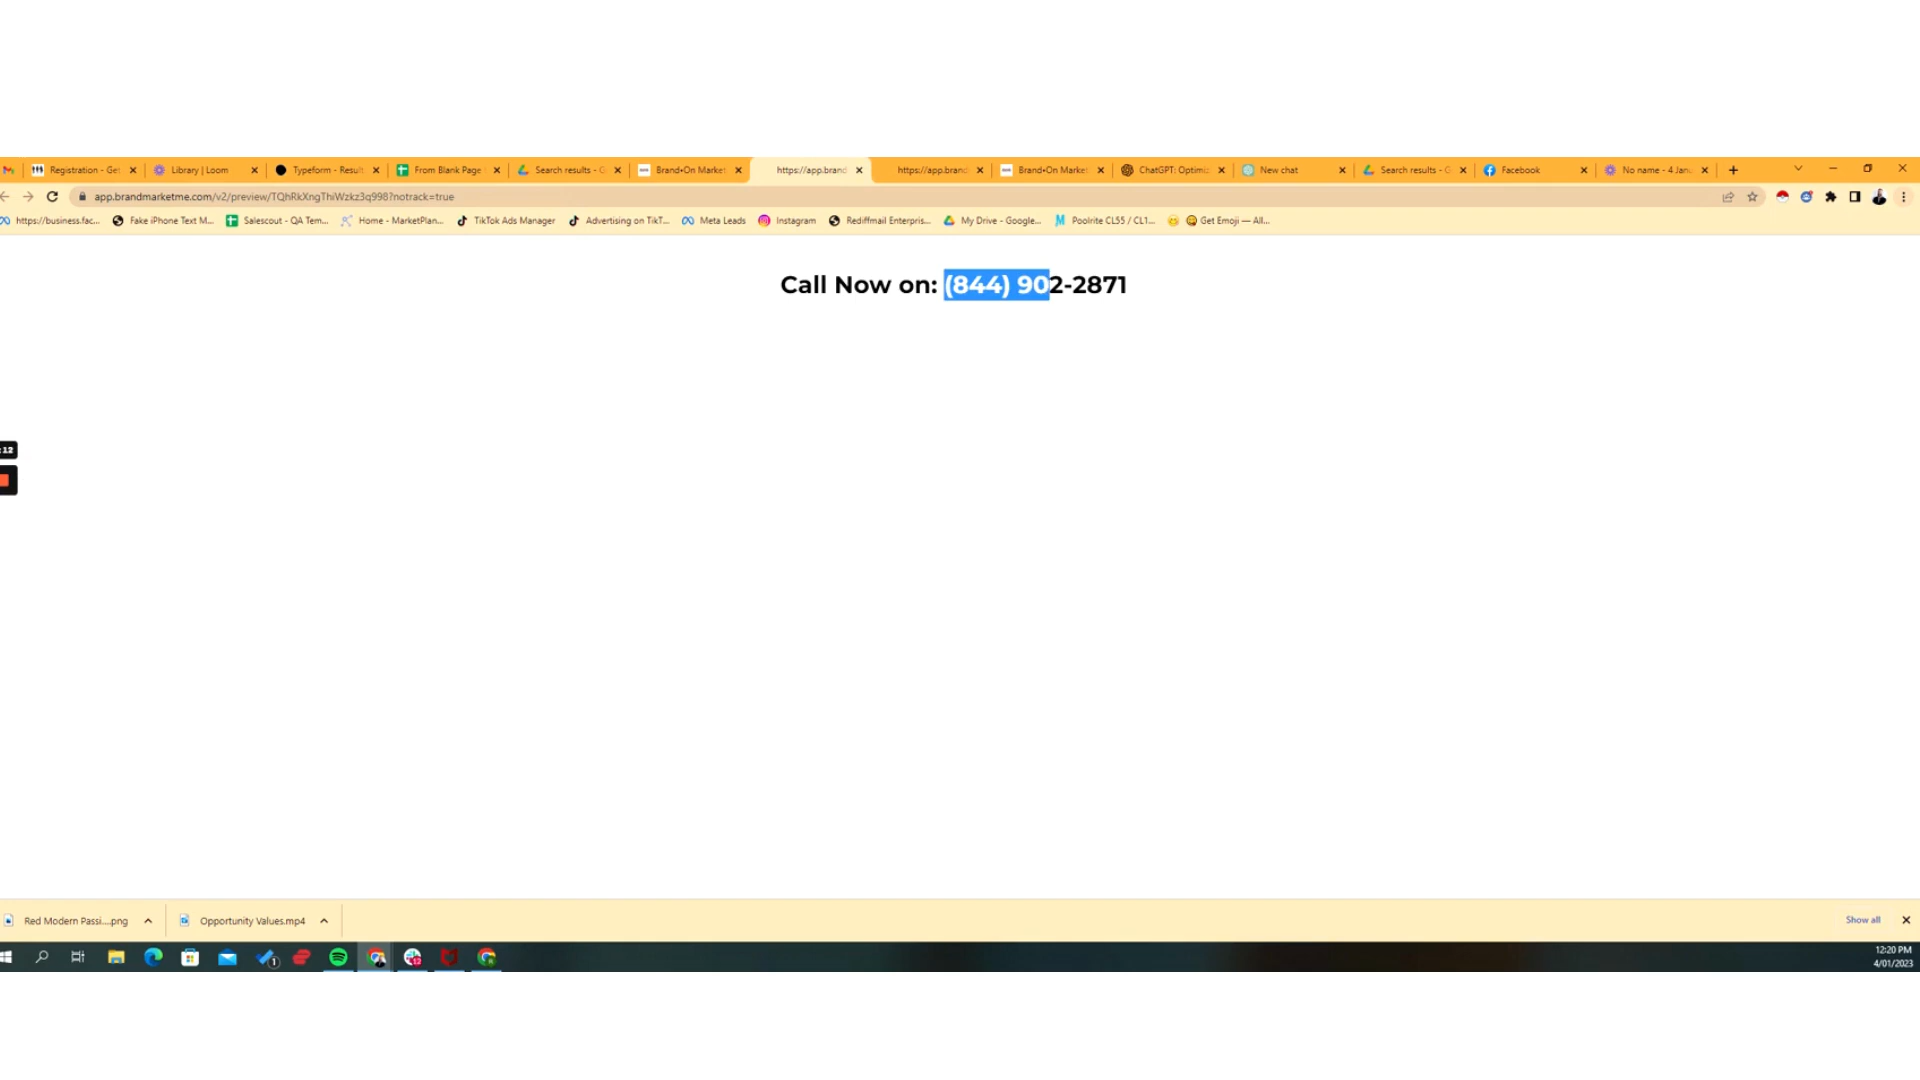 Registration - Get
Library | Loom
Typeform - Result
From Blank Page
Search results - G
Brand•On Market
https://app.brand
https://app.brand
Brand•On Market
ChatGPT: Optimiz
New chat
Search results - G
Facebook
No name - 4 Janu
app.brandmarketme.com/v2/preview/TQhRkXngThiWzkz3q998?notrack=true
https://business.fac...
Fake iPhone Text M...
Salescout - QA Tem...
Home - MarketPlan...
TikTok Ads Manager
Advertising on TikT...
Meta Leads
Instagram
Rediffmail Enterpris...
My Drive - Google...
Poolrite CL55 / CL1...
Get Emoji — All...
Call Now on: (844) 902-2871
:12
Red Modern Passi....png
Opportunity Values.mp4
Show all
12:20 PM
4/01/2023